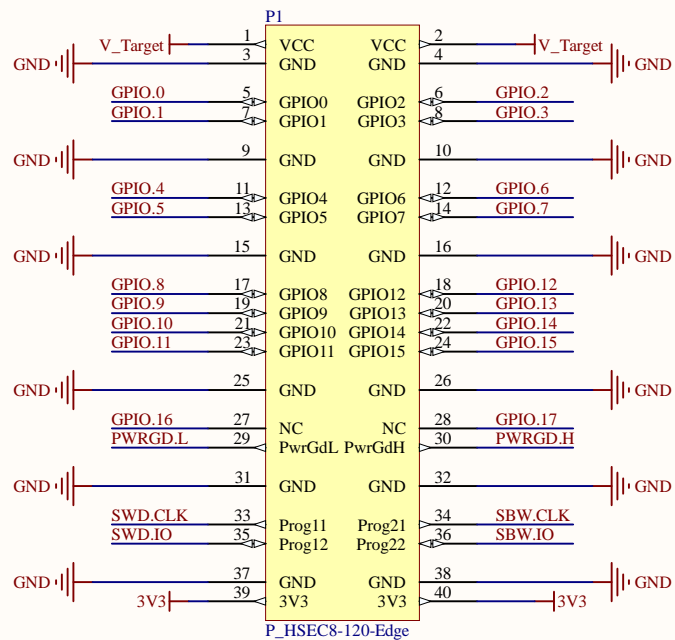 P1
V_Target 1 VCC VCC 2 V_Target
GND 3 GND GND 4 GND
GPIO.0 5 GPIO0 GPIO2 6 GPIO.2
GPIO.1 7 GPIO1 GPIO3 8 GPIO.3
GND 9 GND GND 10 GND
GPIO.4 11 GPIO4 GPIO6 12 GPIO.6
GPIO.5 13 GPIO5 GPIO7 14 GPIO.7
GND 15 GND GND 16 GND
GPIO.8 17 GPIO8 GPIO12 18 GPIO.12
GPIO.9 19 GPIO9 GPIO13 20 GPIO.13
GPIO.10 21 GPIO10 GPIO14 22 GPIO.14
GPIO.11 23 GPIO11 GPIO15 24 GPIO.15
GND 25 GND GND 26 GND
GPIO.16 27 NC NC 28 GPIO.17
PWRGD.L 29 PwrGdL PwrGdH 30 PWRGD.H
GND 31 GND GND 32 GND
SWD.CLK 33 Prog11 Prog21 34 SBW.CLK
SWD.IO 35 Prog12 Prog22 36 SBW.IO
GND 37 GND GND 38 GND
3V3 39 3V3 3V3 40 3V3
P_HSEC8-120-Edge